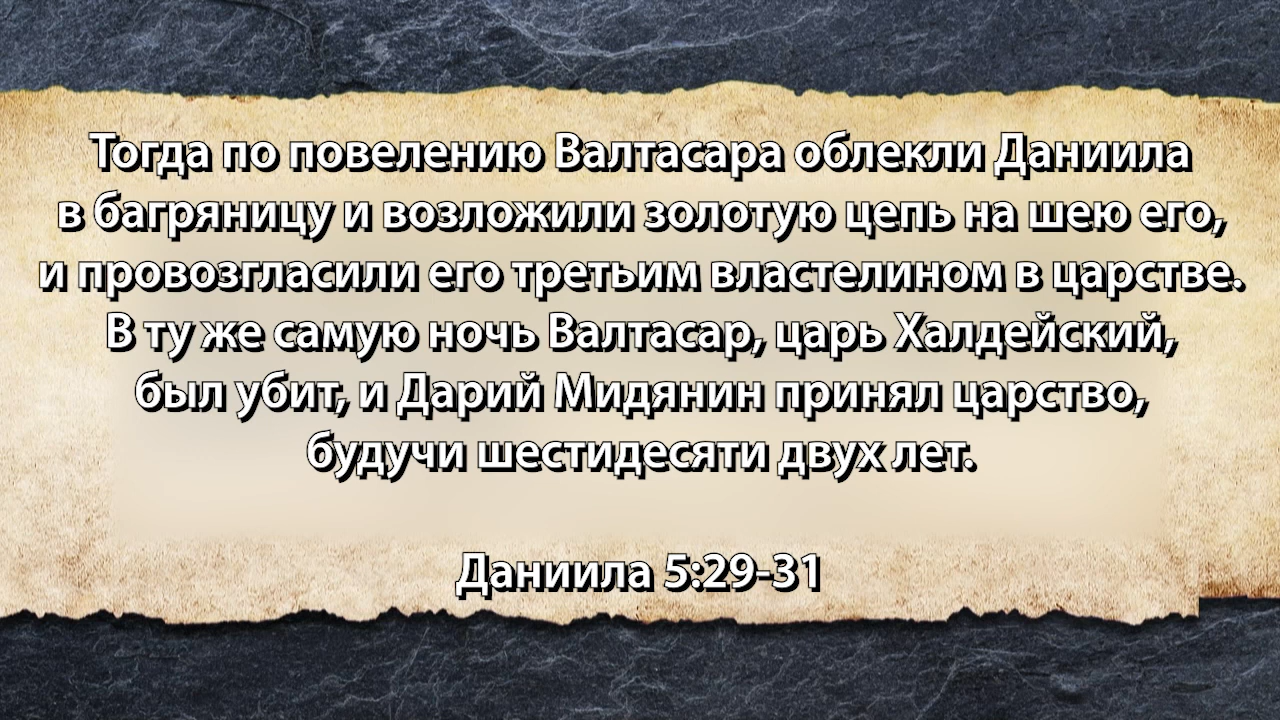 Тогда по повелению Валтасара облекли Даниила
в багряницу и возложили золотую цепь на шею его,
и провозгласили его третьим властелином в царстве.
В ту же самую ночь Валтасар, царь Халдейский,
был убит, и Дарий Мидянин принял царство,
будучи шестидесяти двух лет.
Даниила 5:29-31